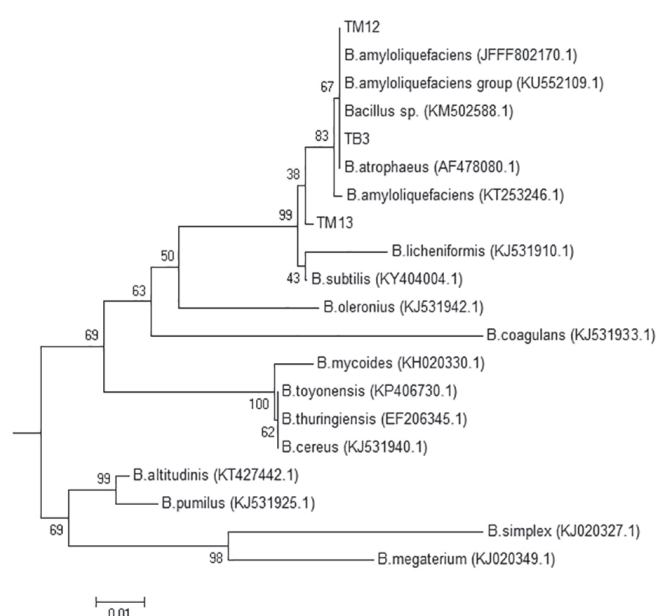 TM12
B.amyloliquefaciens (JFFF802170.1)
67
B.amyloliquefaciens group (KU552109.1)
Bacillus sp. (KM502588.1)
83
TB3
B.atrophaeus (AF478080.1)
38
B.amyloliquefaciens (KT253246.1)
99
TM13
B.licheniformis (KJ531910.1)
50
43
B.subtilis (KY404004.1)
63
B.oleronius (KJ531942.1)
69
B.coagulans (KJ531933.1)
B.mycoides (KH020330.1)
B.toyonensis (KP406730.1)
100
B.thuringiensis (EF206345.1)
62
B.cereus (KJ531940.1)
99
B.altitudinis (KT427442.1)
B.pumilus (KJ531925.1)
69
B.simplex (KJ020327.1)
98
B.megaterium (KJ020349.1)
0.01